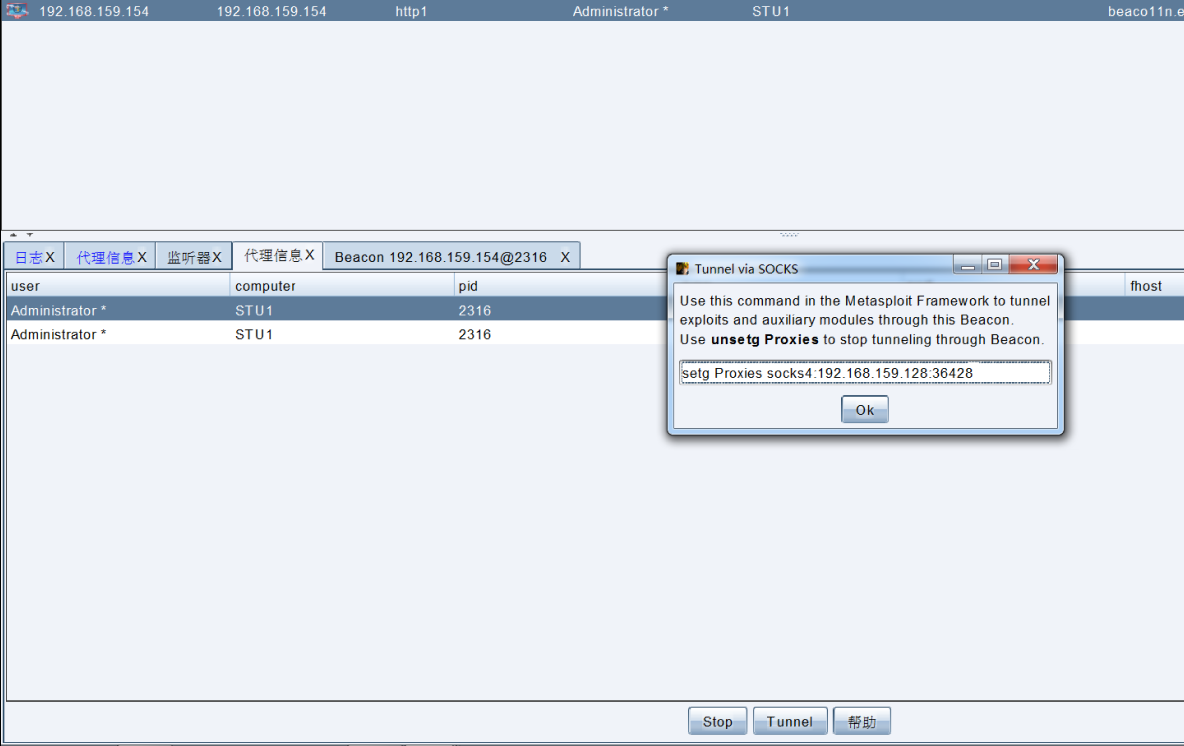 192.168.159.154 192.168.159.154 http1 Administrator * STU1 beaco11n.e
日志X 代理信息X 监听器X 代理信息X Beacon 192.168.159.154@2316 X
Tunnel via SOCKS
user computer pid fhost
Administrator * STU1 2316
Administrator * STU1 2316
Use this command in the Metasploit Framework to tunnel
exploits and auxiliary modules through this Beacon.
Use unsetg Proxies to stop tunneling through Beacon.
setg Proxies socks4:192.168.159.128:36428
Ok
Stop Tunnel 帮助